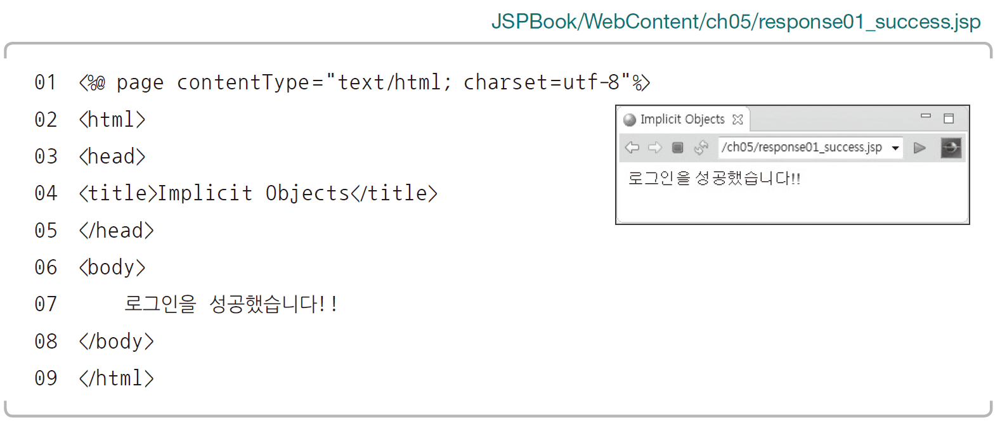 JSPBook/WebContent/ch05/response01_success.jsp
01 <%@ page contentType="text/html; charset=utf-8"%>
02 <html>
03 <head>
04 <title>Implicit Objects</title>
05 </head>
06 <body>
07     로그인을 성공했습니다!!
08 </body>
09 </html>
Implicit Objects
/ch05/response01_success.jsp
로그인을 성공했습니다!!